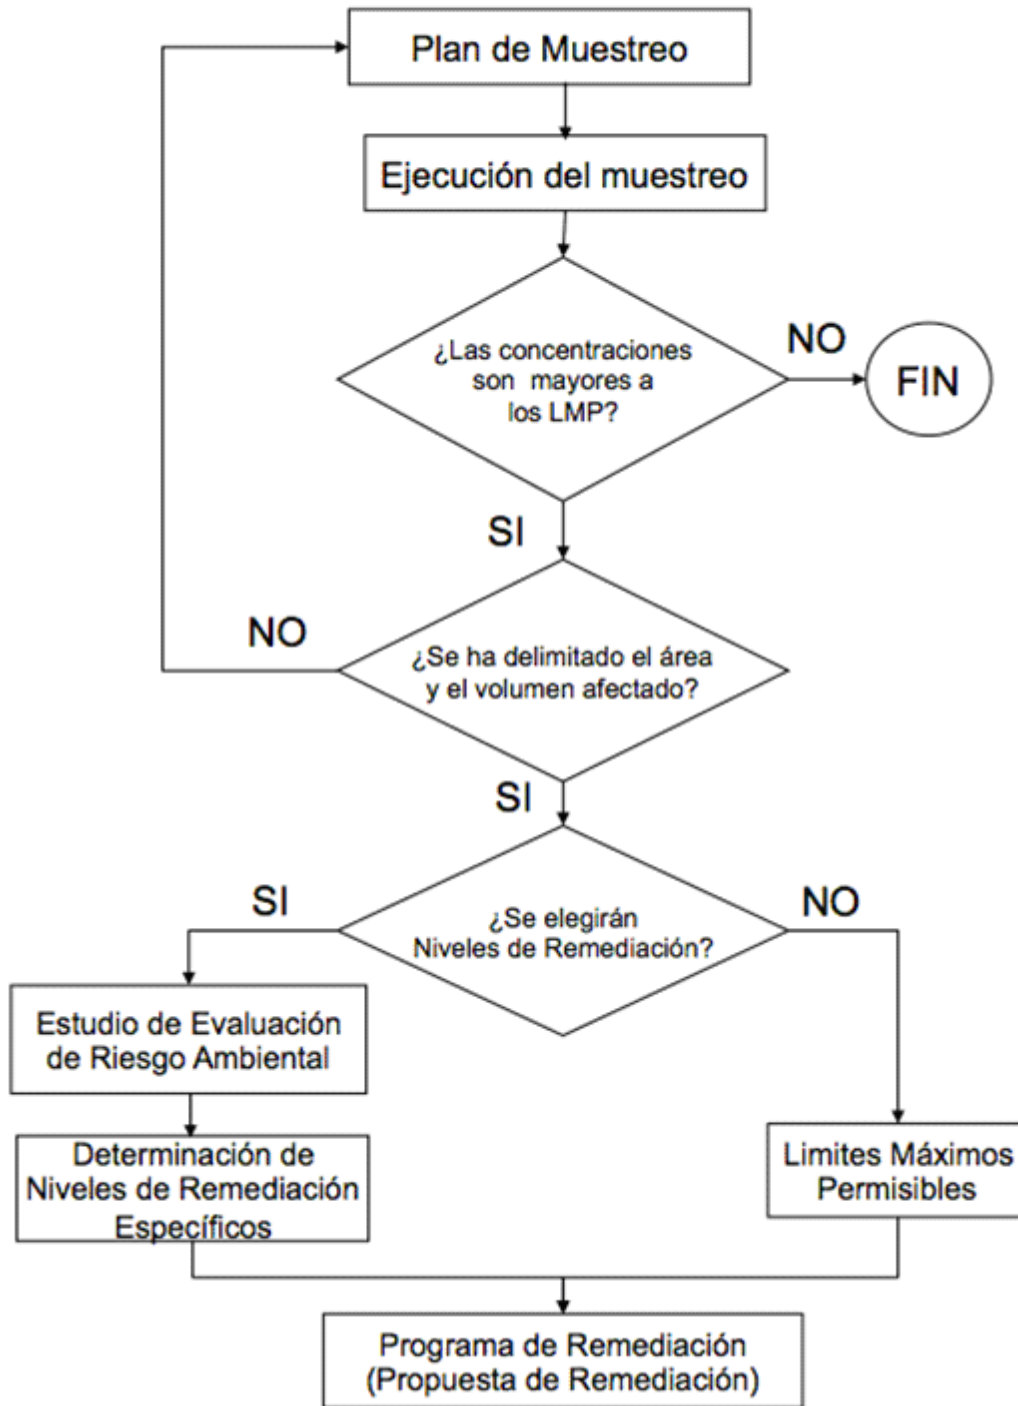 Plan de Muestreo
Ejecución del muestreo
¿Las concentraciones
son mayores a
los LMP?
NO
FIN
SI
¿Se ha delimitado el área
y el volumen afectado?
NO
SI
¿Se elegirán
Niveles de Remediación?
SI
NO
Estudio de Evaluación
de Riesgo Ambiental
Determinación de
Niveles de Remediación
Específicos
Limites Máximos
Permisibles
Programa de Remediación
(Propuesta de Remediación)